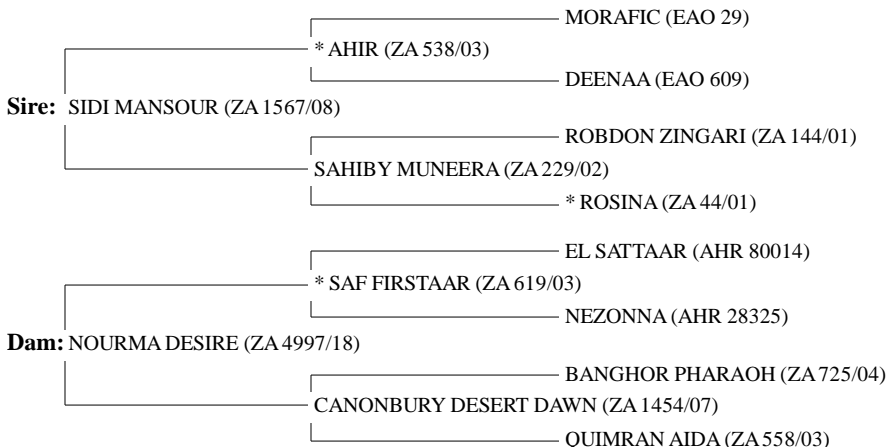 MORAFIC (EAO 29)
* AHIR (ZA 538/03)
DEENAA (EAO 609)
Sire: SIDI MANSOUR (ZA 1567/08)
ROBDON ZINGARI (ZA 144/01)
SAHIBY MUNEERA (ZA 229/02)
* ROSINA (ZA 44/01)
EL SATTAAR (AHR 80014)
* SAF FIRSTAAR (ZA 619/03)
NEZONNA (AHR 28325)
Dam: NOURMA DESIRE (ZA 4997/18)
BANGHOR PHARAOH (ZA 725/04)
CANONBURY DESERT DAWN (ZA 1454/07)
QUIMRAN AIDA (ZA 558/03)